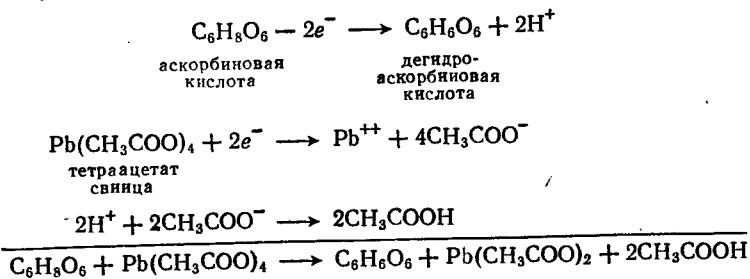 C₆H₈O₆ — 2e⁻ ⟶ C₆H₆O₆ + 2H⁺
аскорбиновая дегидро-
кислота аскорбиновая
кислота
Pb(CH₃COO)₄ + 2e⁻ ⟶ Pb⁺⁺ + 4CH₃COO⁻
тетраацетат
свинца
2H⁺ + 2CH₃COO⁻ ⟶ 2CH₃COOH
C₆H₈O₆ + Pb(CH₃COO)₄ ⟶ C₆H₆O₆ + Pb(CH₃COO)₂ + 2CH₃COOH